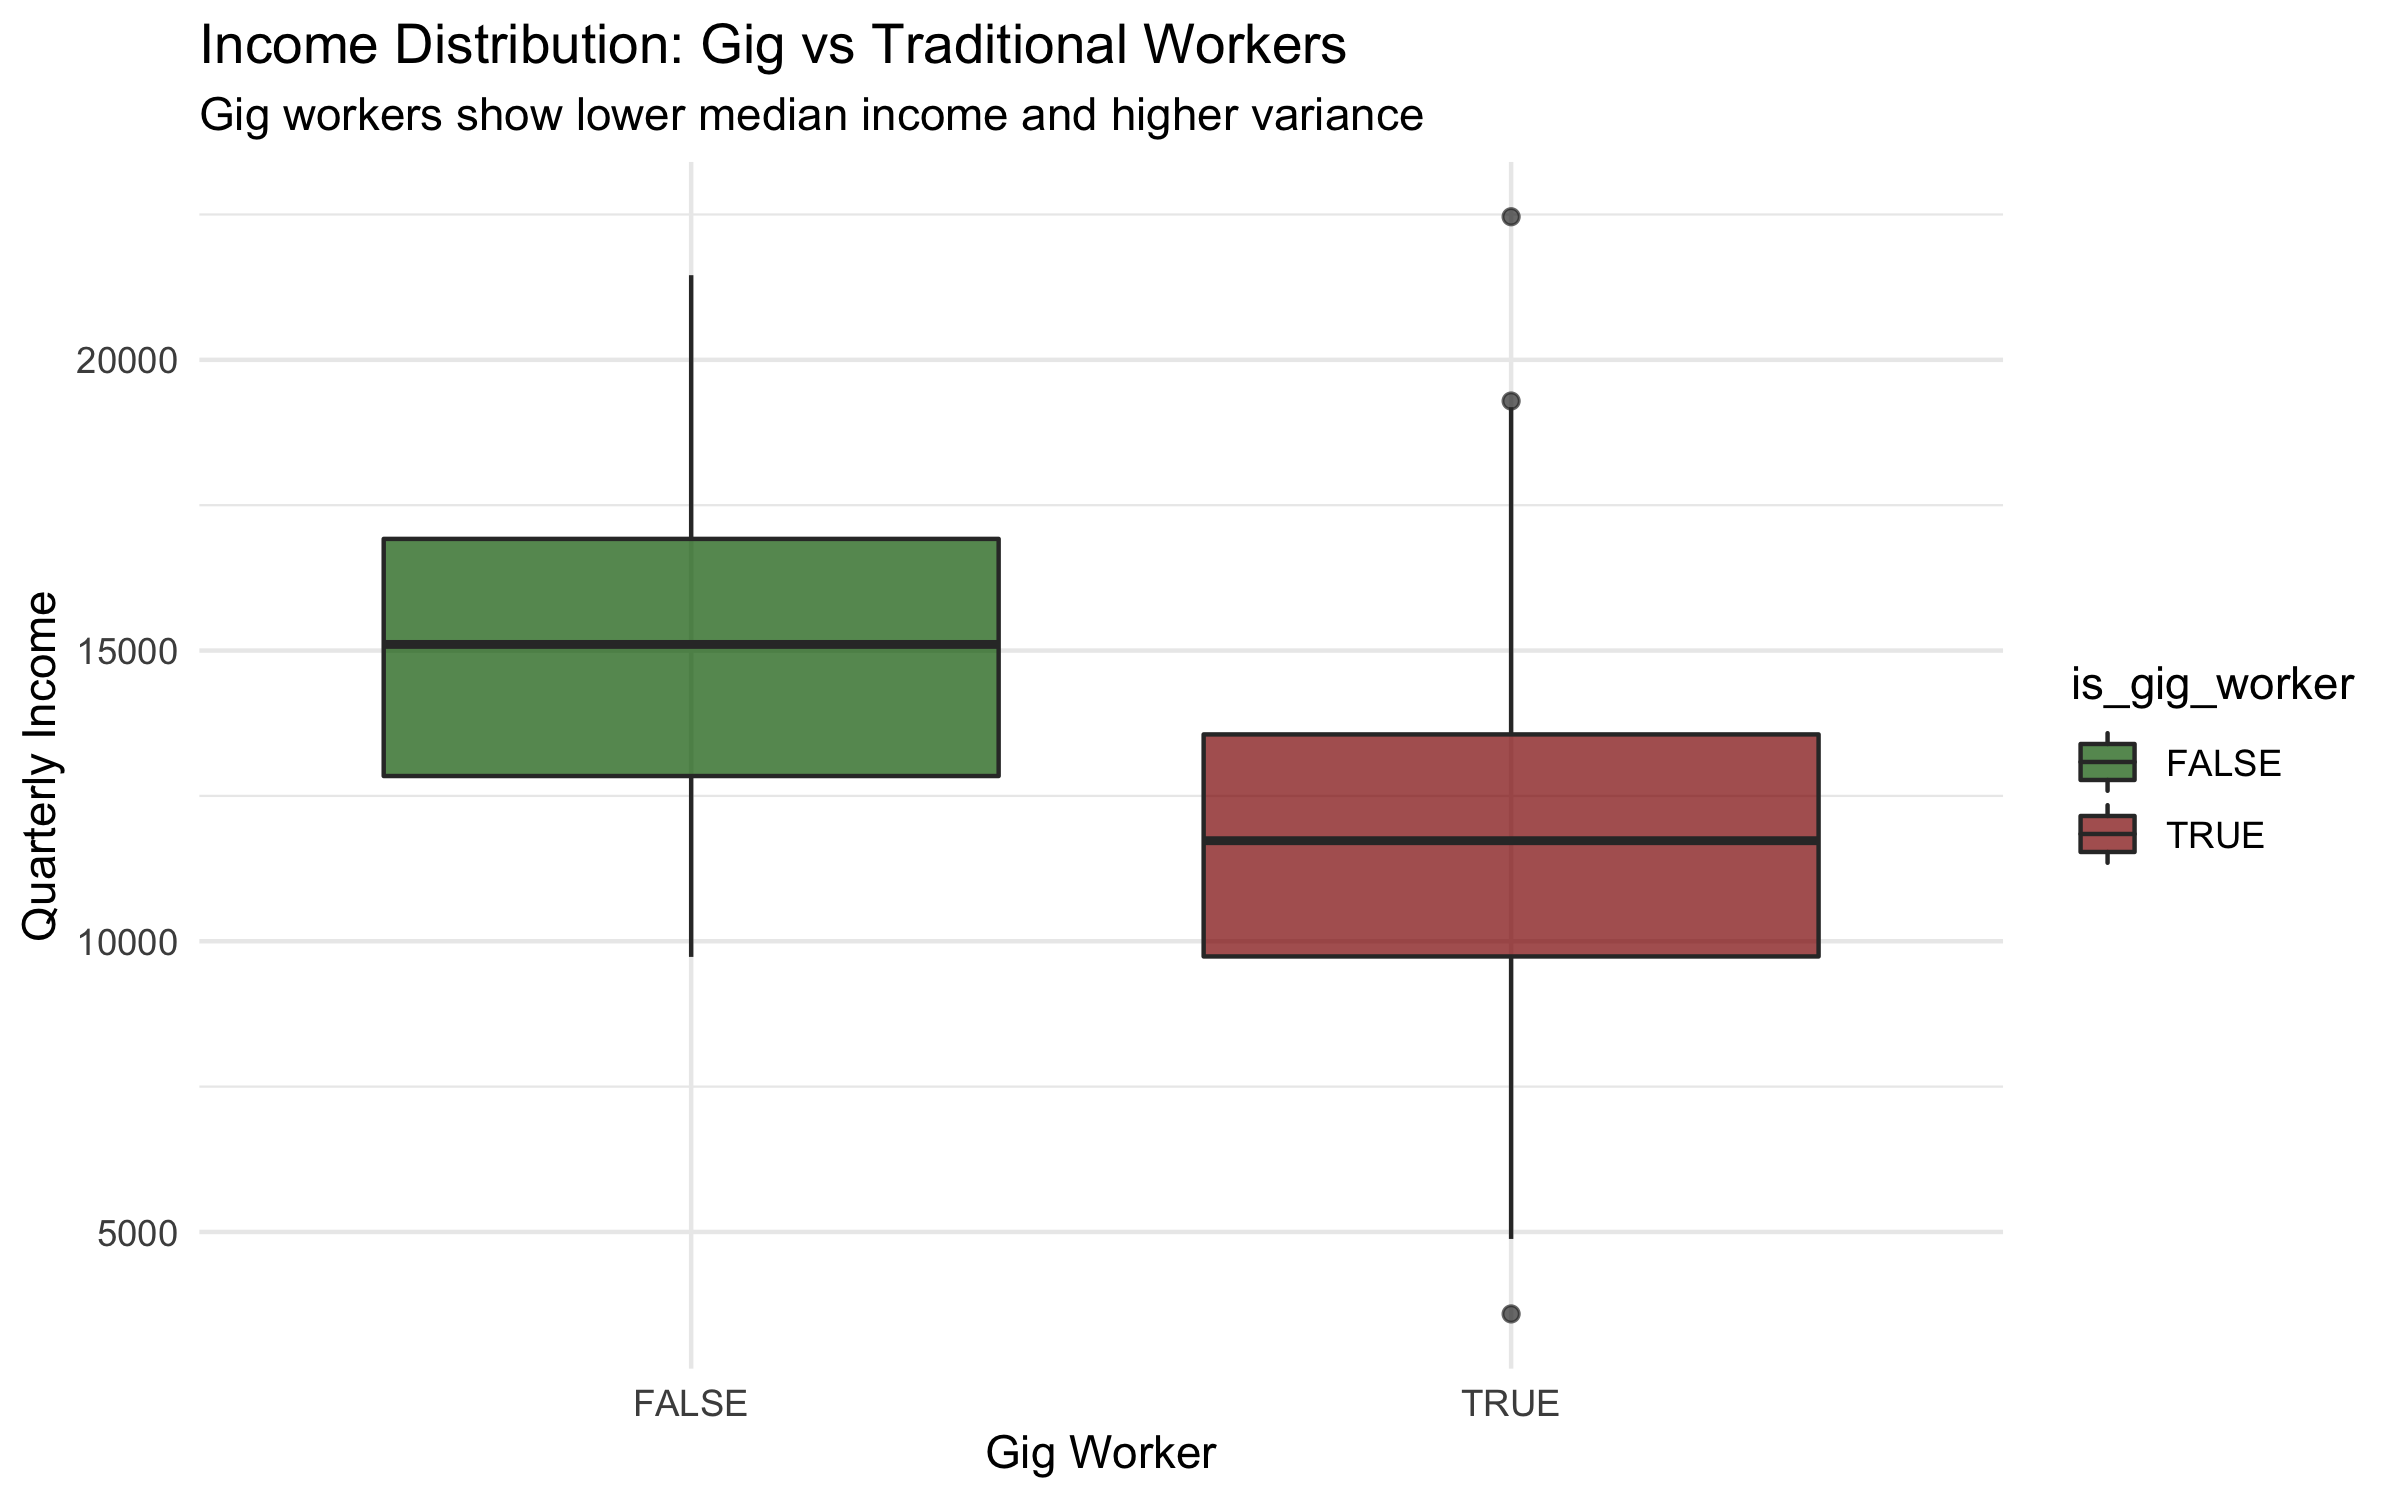 Income Distribution: Gig vs Traditional Workers
Gig workers show lower median income and higher variance
Quarterly Income
20000
15000
10000
5000
FALSE
TRUE
Gig Worker
is_gig_worker
FALSE
TRUE